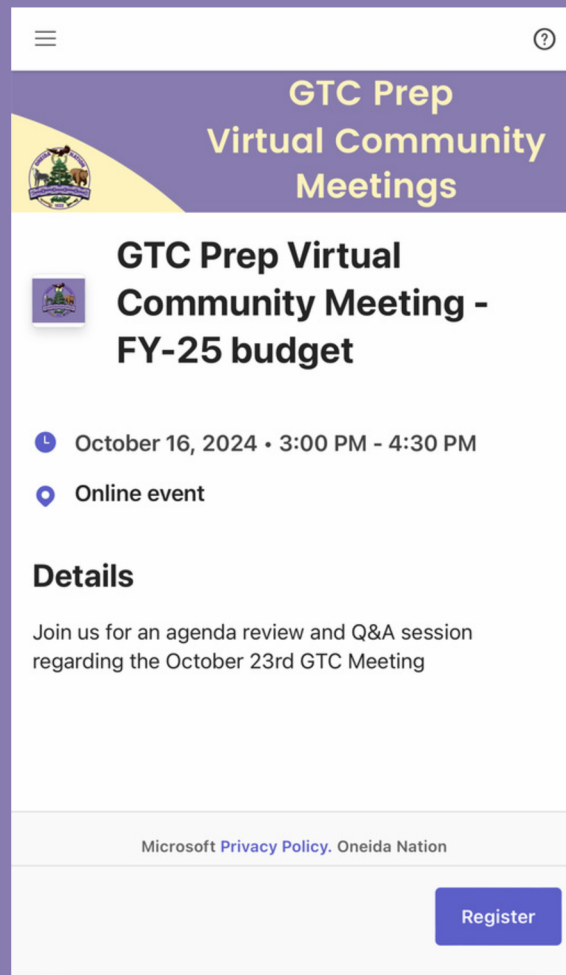 GTC Prep
Virtual Community
Meetings
GTC Prep Virtual
Community Meeting -
FY-25 budget
October 16, 2024 • 3:00 PM - 4:30 PM
Online event
Details
Join us for an agenda review and Q&A session
regarding the October 23rd GTC Meeting
Microsoft Privacy Policy. Oneida Nation
Register